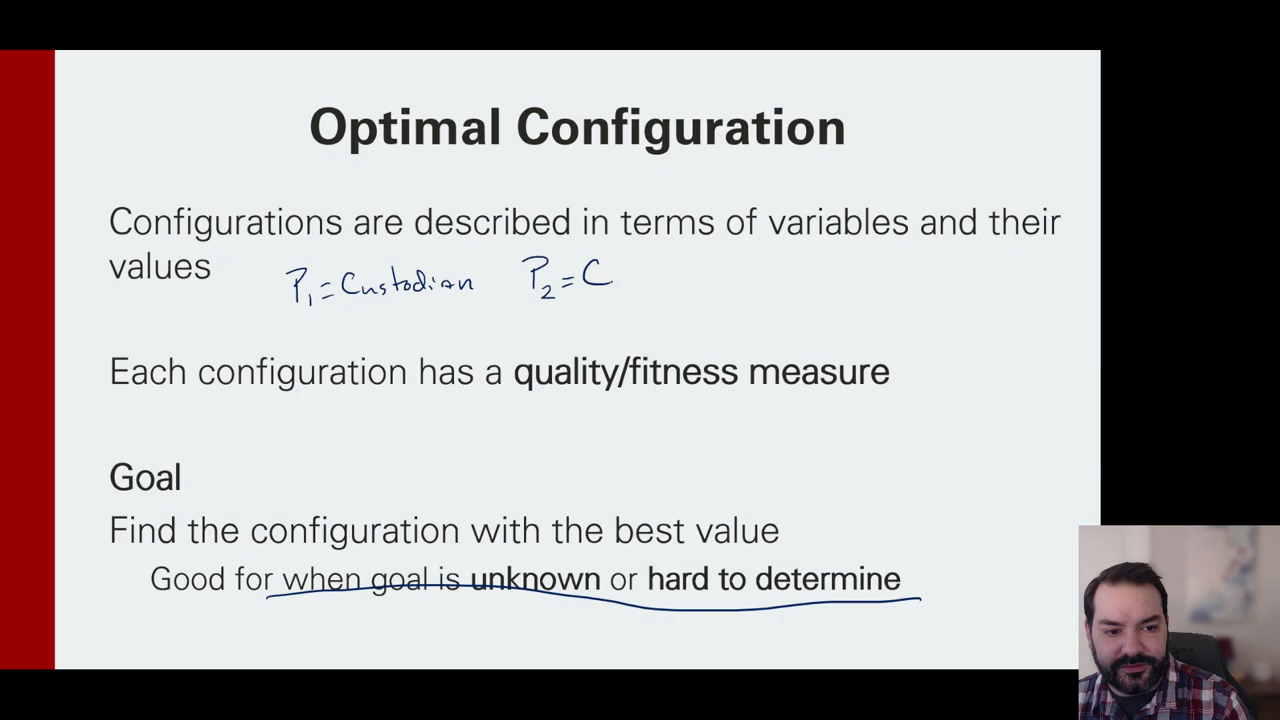 Optimal Configuration
Configurations are described in terms of variables and their
values
P₁ = Custodian P₂ = C
Each configuration has a quality/fitness measure
Goal
Find the configuration with the best value
Good for when goal is unknown or hard to determine